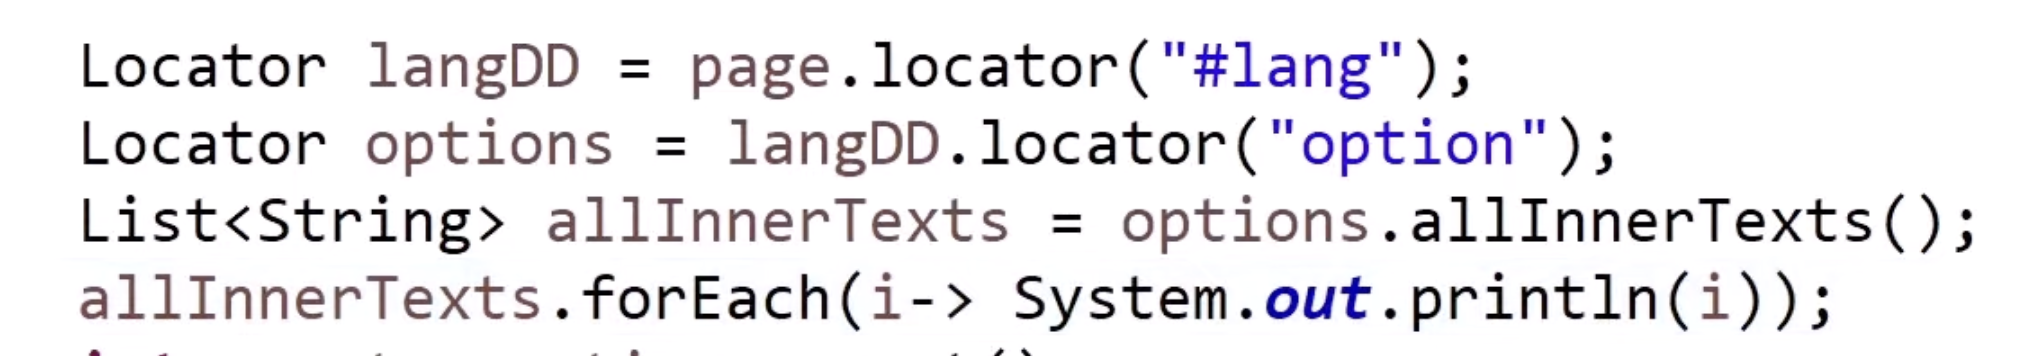 Locator langDD = page.locator("#lang");
Locator options = langDD.locator("option");
List<String> allInnerTexts = options.allInnerTexts();
allInnerTexts.forEach(i-> System.out.println(i));